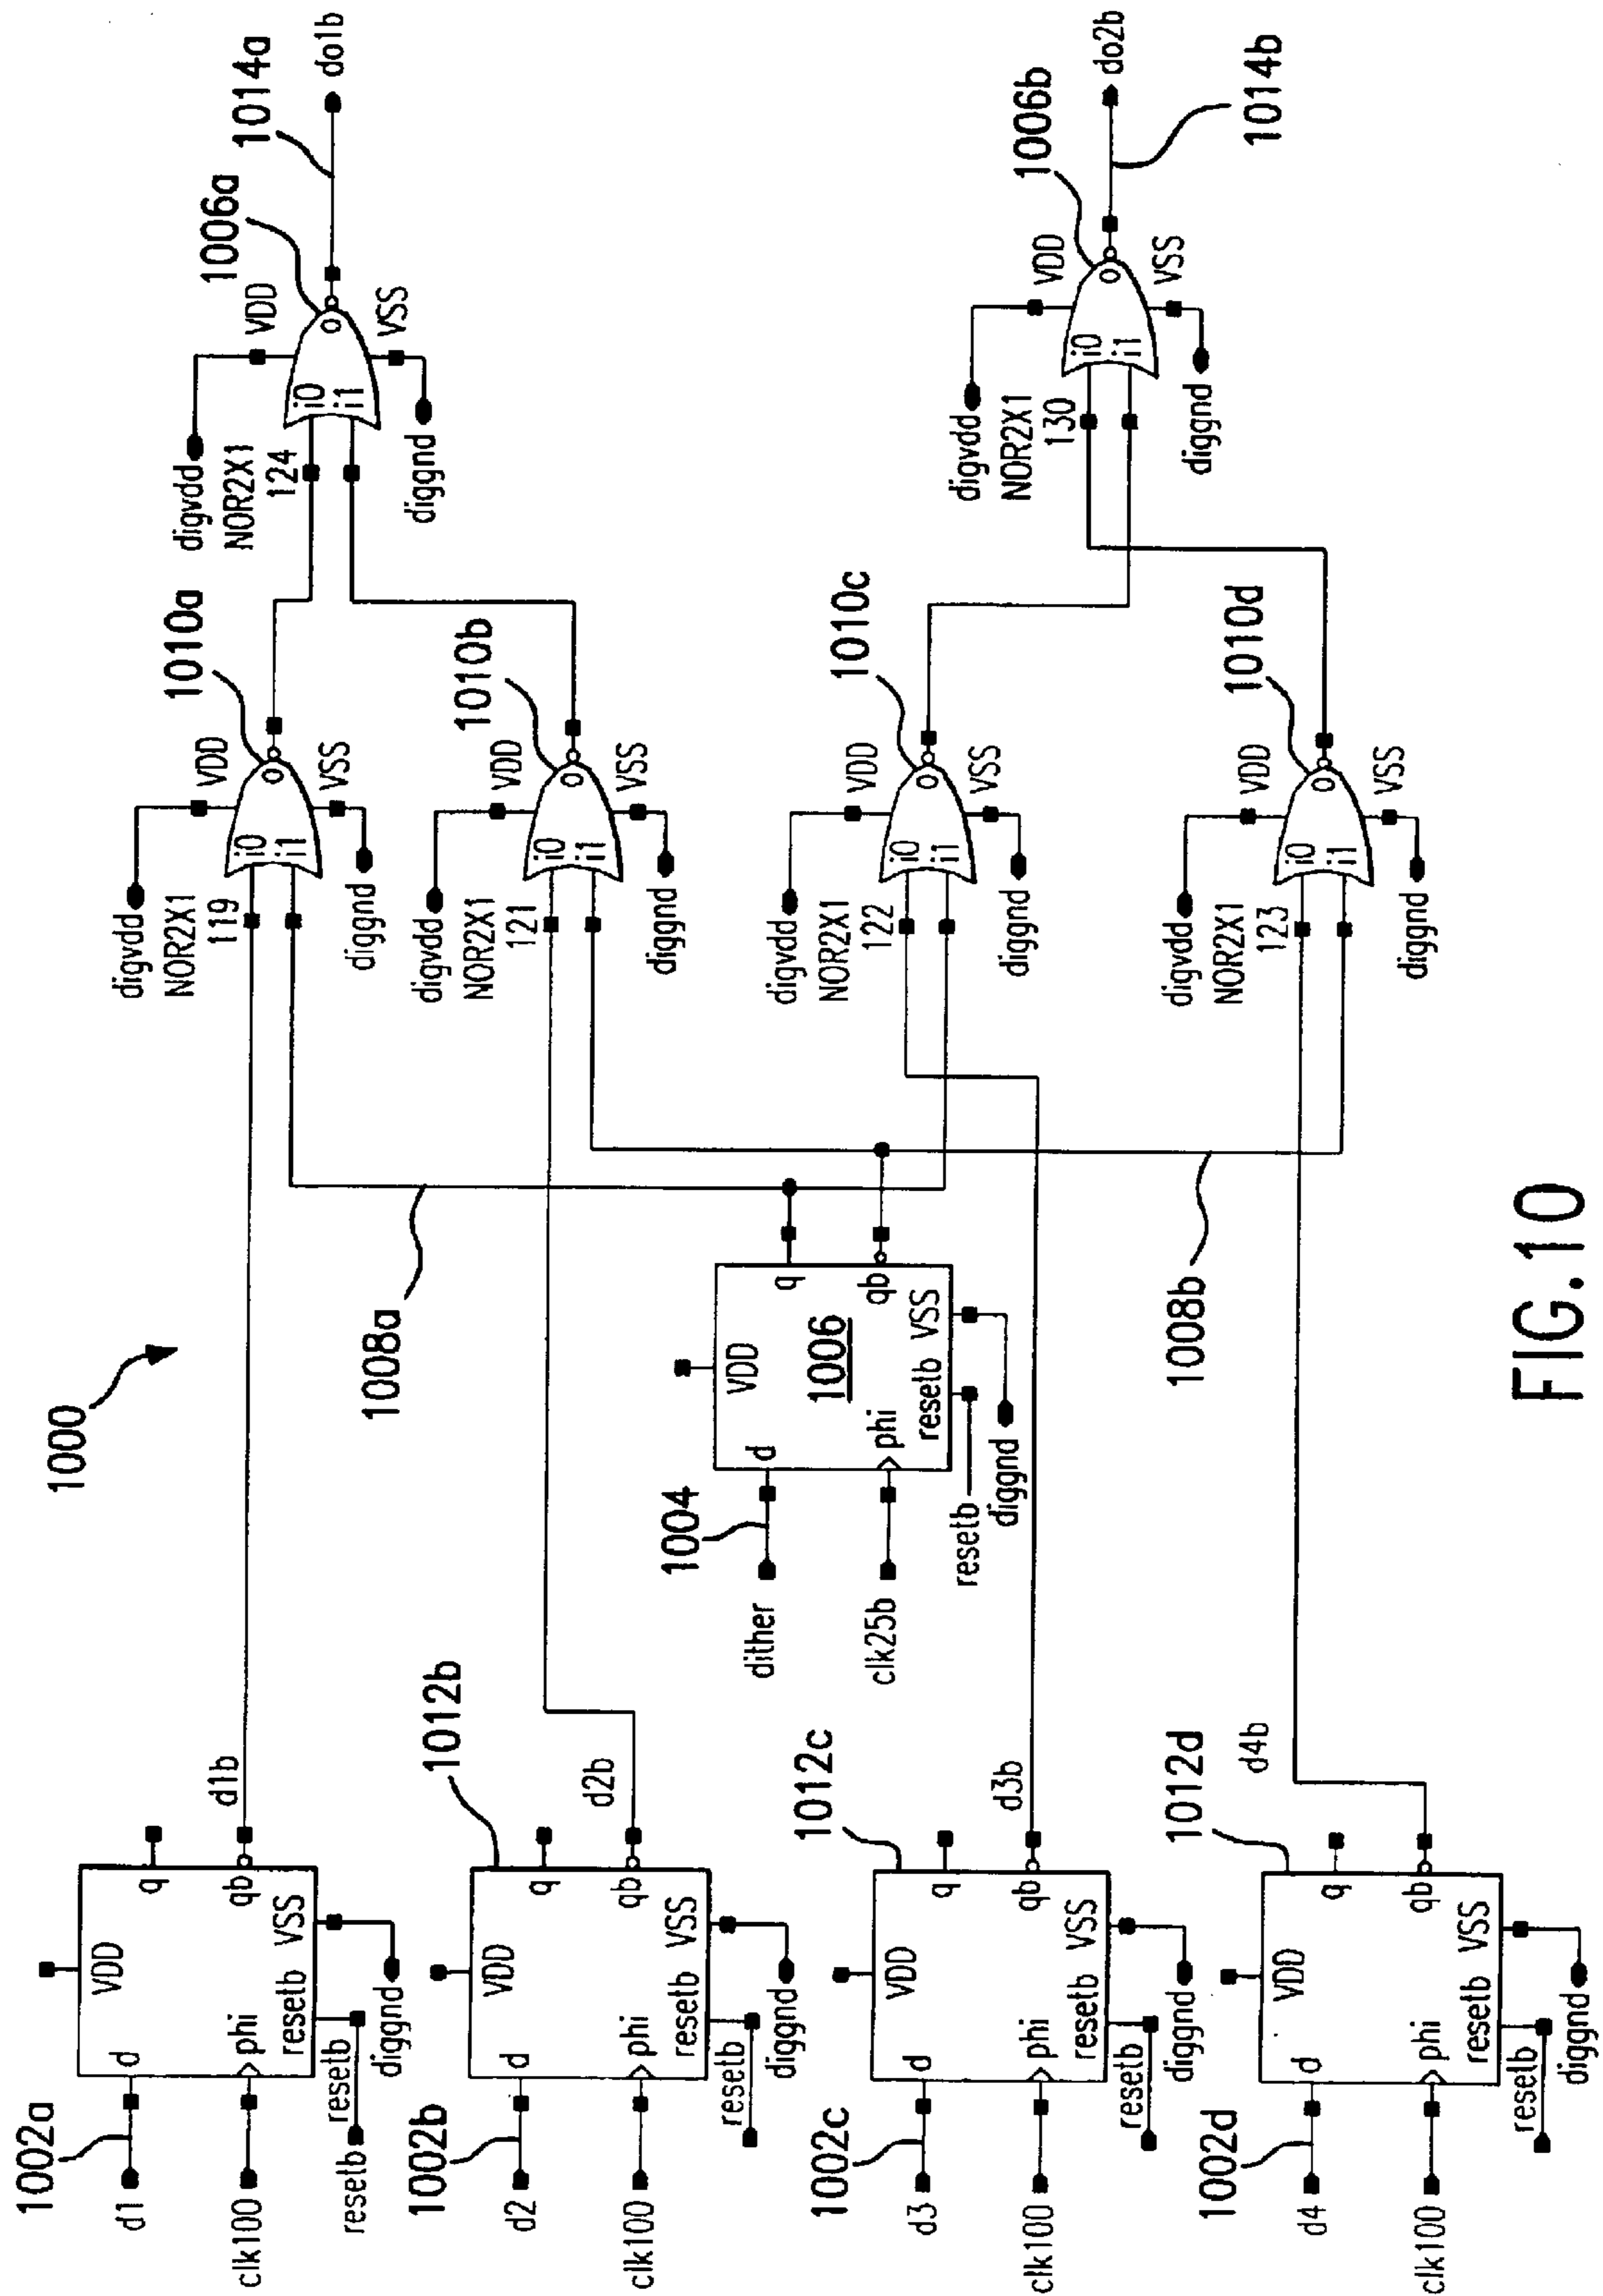 1000
1002a
d1
clk100
resetb
d
phi
resetb
resetb
VDD
VSS
q
qb
diggnd
d1b
1002b
d2
clk100
d
phi
resetb
resetb
VDD
VSS
q
qb
diggnd
1012b
d2b
1002c
d3
clk100
d
phi
resetb
resetb
VDD
VSS
q
qb
diggnd
1012c
d3b
1002d
d4
clk100
d
phi
resetb
resetb
VDD
VSS
q
qb
diggnd
1012d
d4b
1004
dither
clk25b
resetb
diggnd
d
phi
resetb
VDD
1006
VSS
q
qb
1008a
1008b
digvdd
NOR2X1
119
diggnd
i0
i1
VDD
VSS
o
1010a
digvdd
NOR2X1
121
diggnd
i0
i1
VDD
VSS
o
1010b
digvdd
NOR2X1
122
diggnd
i0
i1
VDD
VSS
o
1010c
digvdd
NOR2X1
123
diggnd
i0
i1
VDD
VSS
o
1010d
digvdd
NOR2X1
124
diggnd
i0
i1
VDD
VSS
o
1006a
1014a
do1b
digvdd
NOR2X1
130
diggnd
i0
i1
VDD
VSS
o
1006b
1014b
do2b
FIG.10